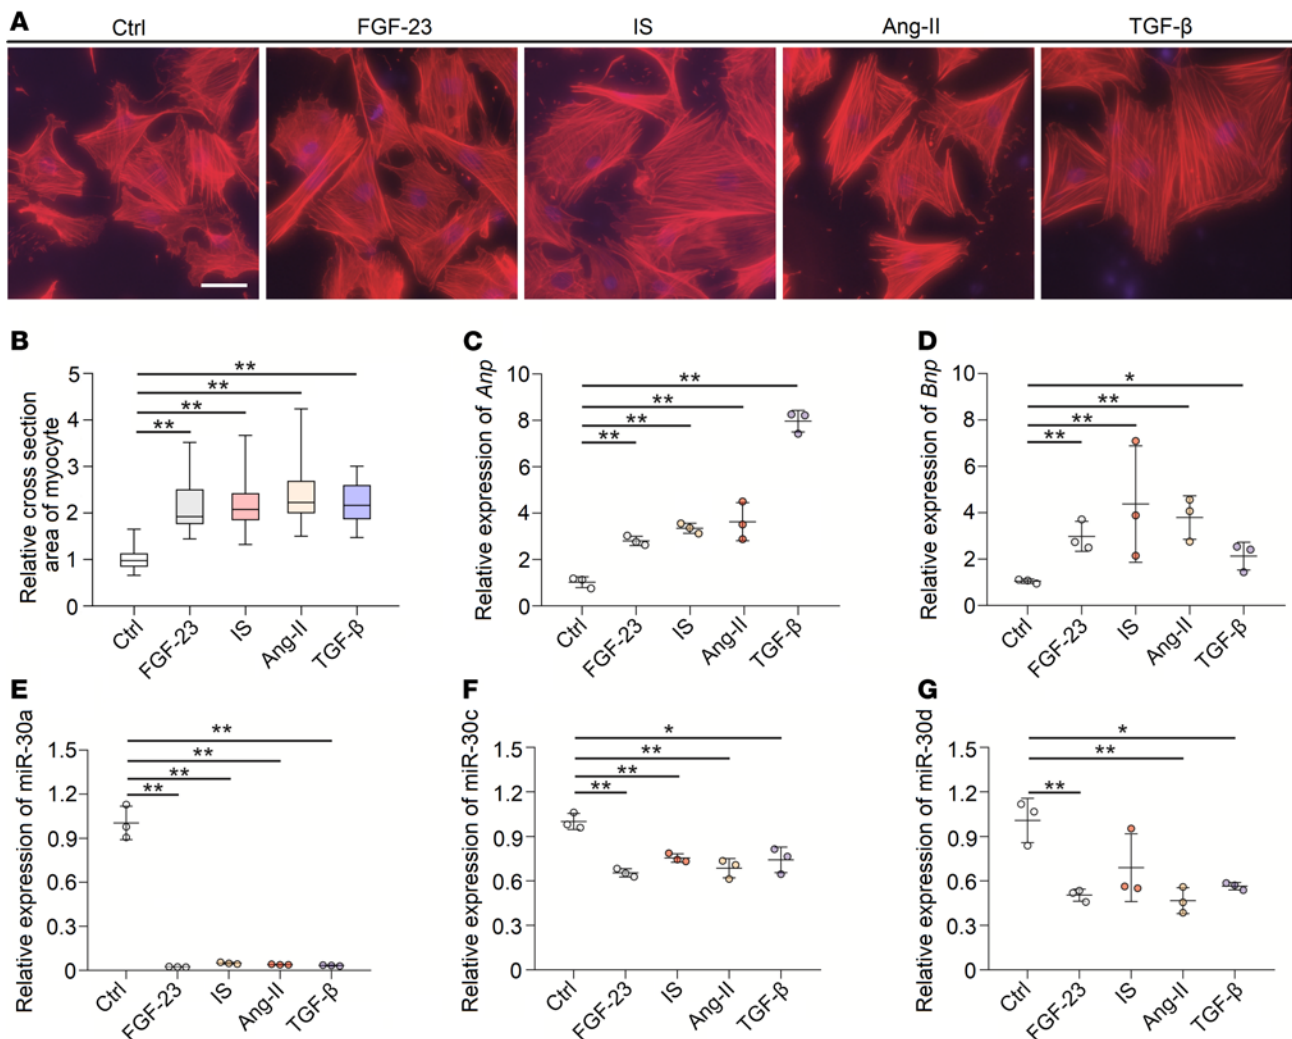 A
Ctrl
FGF-23
IS
Ang-II
TGF-β
B
Relative cross section
area of myocyte
5
4
3
2
1
0
**
**
**
**
Ctrl
FGF-23
IS
Ang-II
TGF-β
C
Relative expression of Anp
10
8
6
4
2
0
**
**
**
**
Ctrl
FGF-23
IS
Ang-II
TGF-β
D
Relative expression of Bnp
10
8
6
4
2
0
*
**
**
**
Ctrl
FGF-23
IS
Ang-II
TGF-β
E
Relative expression of miR-30a
1.5
1.2
0.9
0.6
0.3
0
**
**
**
**
Ctrl
FGF-23
IS
Ang-II
TGF-β
F
Relative expression of miR-30c
1.5
1.2
0.9
0.6
0.3
0
*
**
**
**
Ctrl
FGF-23
IS
Ang-II
TGF-β
G
Relative expression of miR-30d
1.5
1.2
0.9
0.6
0.3
0
*
**
**
Ctrl
FGF-23
IS
Ang-II
TGF-β